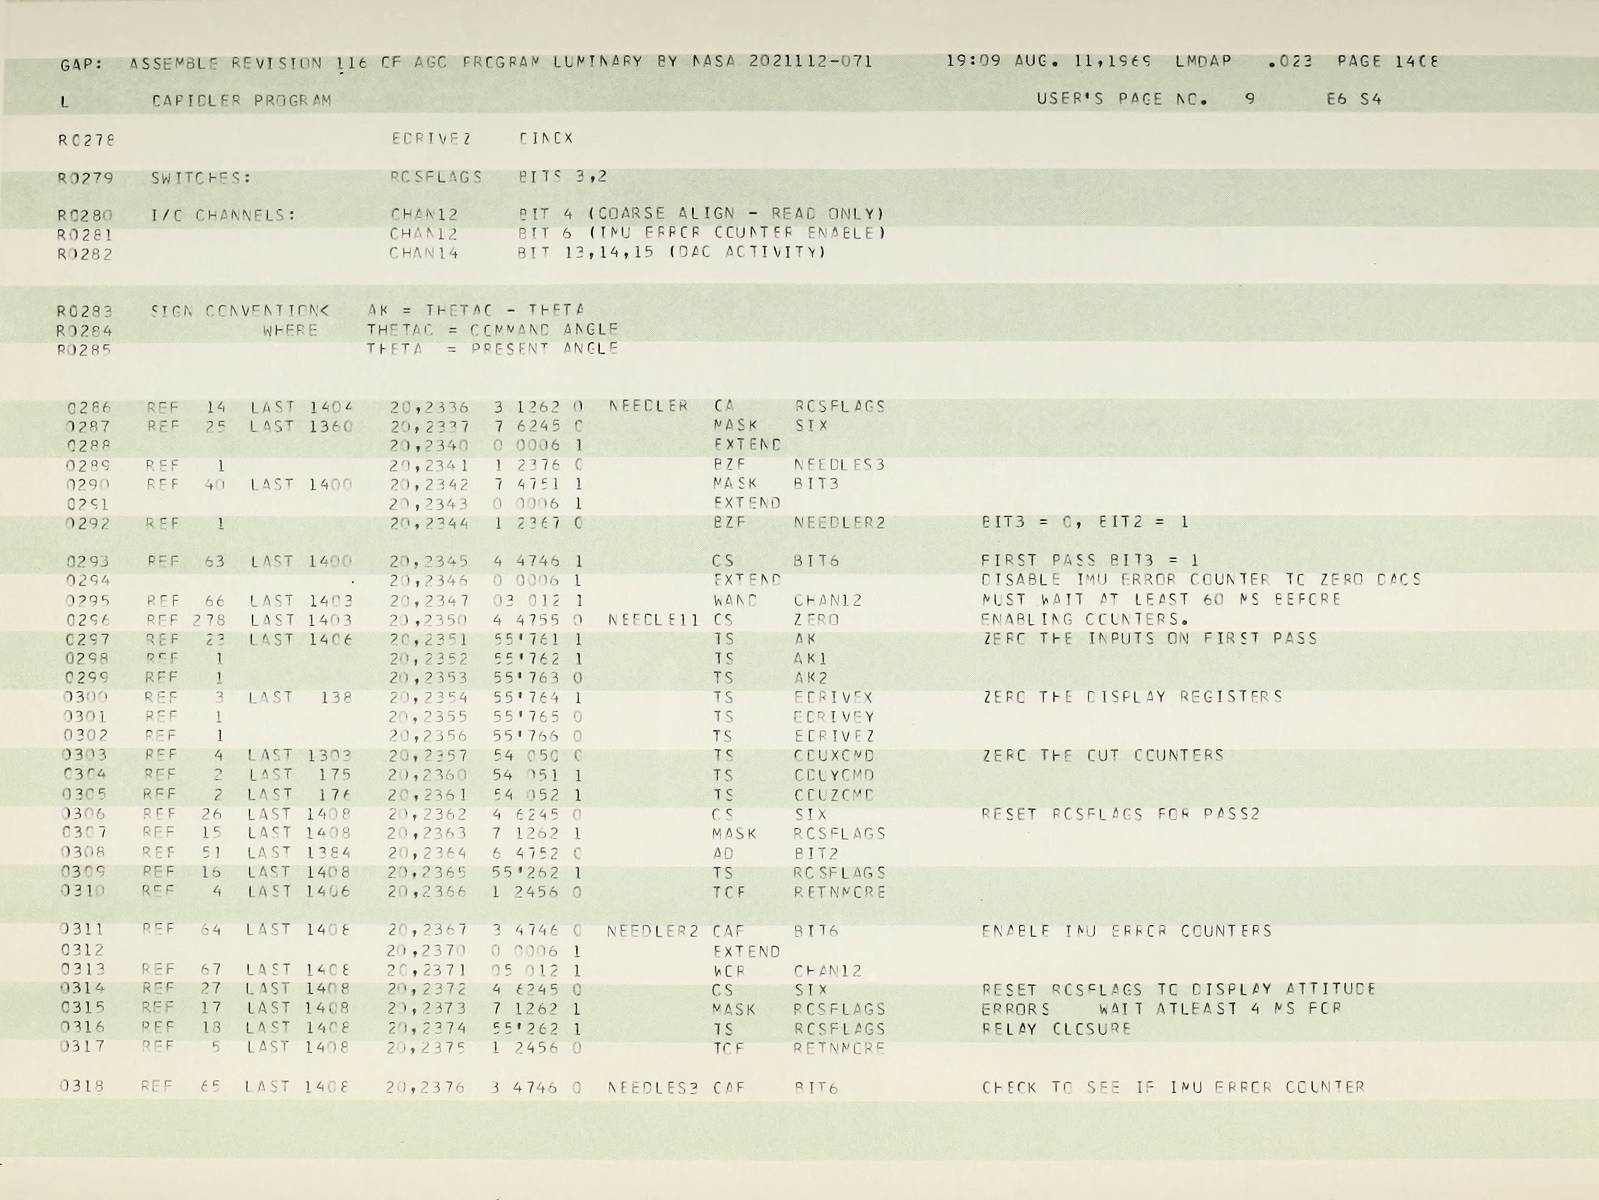 GAP: ASSEMBLE REVISION 116 OF AGC PROGRAM LUMINARY BY NASA 2021112-071 19:09 AUG. 11,1969 LMDAP .023 PAGE 1408
L DAPIDLER PROGRAM USER'S PAGE NO. 9 E6 S4
R0278 EDRIVEZ CINCX
R0279 SWITCHES: RCSFLAGS BITS 3,2
R0280 I/C CHANNELS: CHAN12 BIT 4 (COARSE ALIGN - READ ONLY)
R0281 CHAN12 BIT 6 (IMU ERROR COUNTER ENABLE)
R0282 CHAN14 BIT 13,14,15 (DAC ACTIVITY)
R0283 SIGN CONVENTION< AK = THETAC - THETA
R0284 WHERE THETAC = COMMAND ANGLE
R0285 THETA = PRESENT ANGLE
0286 REF 14 LAST 1404 20,2336 3 1262 0 NEEDLER CA RCSFLAGS
0287 REF 25 LAST 1360 20,2337 7 6245 0 MASK SIX
0288 20,2340 0 0006 1 EXTEND
0289 REF 1 20,2341 1 2376 0 BZF NEEDLES3
0290 REF 40 LAST 1400 20,2342 7 4751 1 MASK BIT3
0291 20,2343 0 0006 1 EXTEND
0292 REF 1 20,2344 1 2367 0 BZF NEEDLER2 BIT3 = 0, BIT2 = 1
0293 REF 63 LAST 1400 20,2345 4 4746 1 CS BIT6 FIRST PASS BIT3 = 1
0294 20,2346 0 0006 1 EXTEND DISABLE IMU ERROR COUNTER TO ZERO DACS
0295 REF 66 LAST 1403 20,2347 03 012 1 WAND CHAN12 MUST WAIT AT LEAST 60 MS BEFORE
0296 REF 278 LAST 1403 20,2350 4 4755 0 NEEDLE11 CS ZERO ENABLING COUNTERS.
0297 REF 23 LAST 1406 20,2351 55'761 1 TS AK ZERO THE INPUTS ON FIRST PASS
0298 REF 1 20,2352 55'762 1 TS AK1
0299 REF 1 20,2353 55'763 0 TS AK2
0300 REF 3 LAST 138 20,2354 55'764 1 TS EDRIVEX ZERO THE DISPLAY REGISTERS
0301 REF 1 20,2355 55'765 0 TS EDRIVEY
0302 REF 1 20,2356 55'766 0 TS EDRIVEZ
0303 REF 4 LAST 1303 20,2357 54 050 0 TS CDUXCMD ZERO THE OUT COUNTERS
0304 REF 2 LAST 175 20,2360 54 051 1 TS CDUYCMD
0305 REF 2 LAST 176 20,2361 54 052 1 TS CDUZCMD
0306 REF 26 LAST 1408 20,2362 4 6245 0 CS SIX RESET RCSFLAGS FOR PASS2
0307 REF 15 LAST 1408 20,2363 7 1262 1 MASK RCSFLAGS
0308 REF 51 LAST 1384 20,2364 6 4752 0 AD BIT2
0309 REF 16 LAST 1408 20,2365 55'262 1 TS RCSFLAGS
0310 REF 4 LAST 1406 20,2366 1 2456 0 TCF RETNMORE
0311 REF 64 LAST 1408 20,2367 3 4746 0 NEEDLER2 CAF BIT6 ENABLE IMU ERROR COUNTERS
0312 20,2370 0 0006 1 EXTEND
0313 REF 67 LAST 1408 20,2371 05 012 1 WOR CHAN12
0314 REF 27 LAST 1408 20,2372 4 6245 0 CS SIX RESET RCSFLAGS TO DISPLAY ATTITUDE
0315 REF 17 LAST 1408 20,2373 7 1262 1 MASK RCSFLAGS ERRORS WAIT ATLEAST 4 MS FOR
0316 REF 18 LAST 1408 20,2374 55'262 1 TS RCSFLAGS RELAY CLOSURE
0317 REF 5 LAST 1408 20,2375 1 2456 0 TCF RETNMORE
0318 REF 65 LAST 1408 20,2376 3 4746 0 NEEDLES3 CAF BIT6 CHECK TO SEE IF IMU ERROR COUNTER